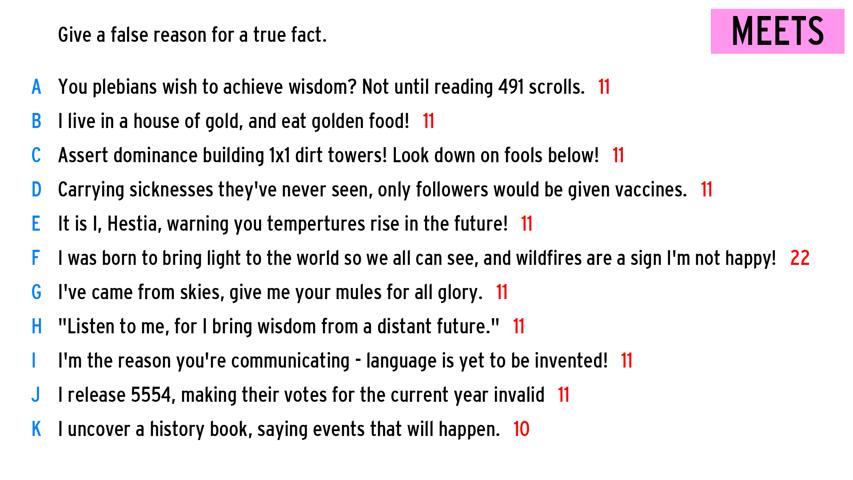 Give a false reason for a true fact.
MEETS
A You plebians wish to achieve wisdom? Not until reading 491 scrolls. 11
B I live in a house of gold, and eat golden food! 11
C Assert dominance building 1x1 dirt towers! Look down on fools below! 11
D Carrying sicknesses they've never seen, only followers would be given vaccines. 11
E It is I, Hestia, warning you tempertures rise in the future! 11
F I was born to bring light to the world so we all can see, and wildfires are a sign I'm not happy! 22
G I've came from skies, give me your mules for all glory. 11
H "Listen to me, for I bring wisdom from a distant future." 11
I I'm the reason you're communicating - language is yet to be invented! 11
J I release 5554, making their votes for the current year invalid 11
K I uncover a history book, saying events that will happen. 10